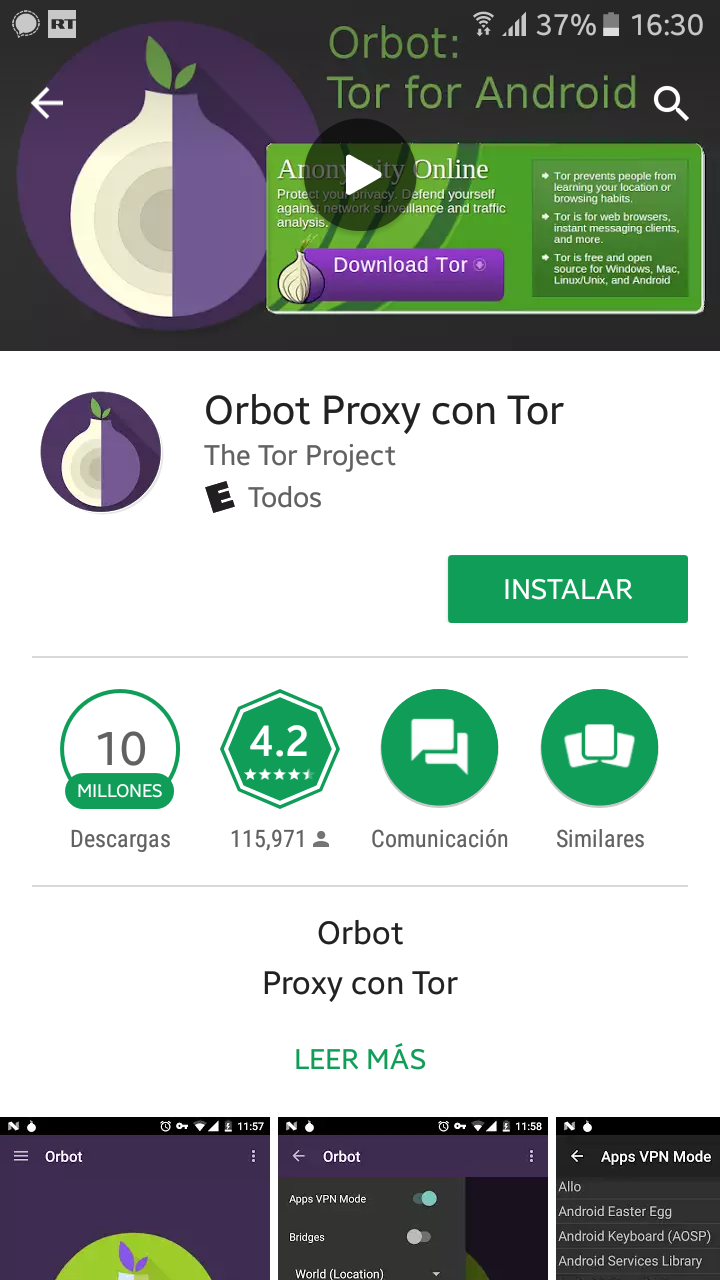 RT
37%
16:30
Orbot:
Tor for Android
Anonymity Online
Protect your privacy. Defend yourself
against network surveillance and traffic
analysis.
Download Tor
Tor prevents people from
learning your location or
browsing habits.
Tor is for web browsers,
instant messaging clients,
and more.
Tor is free and open
source for Windows, Mac,
Linux/Unix, and Android
Orbot Proxy con Tor
The Tor Project
E Todos
INSTALAR
10
MILLONES
Descargas
4.2
115,971
Comunicación
Similares
Orbot
Proxy con Tor
LEER MÁS
11:57
Orbot
11:58
Orbot
Apps VPN Mode
Bridges
World (Location)
Apps VPN Mode
Allo
Android Easter Egg
Android Keyboard (AOSP)
Android Services Library